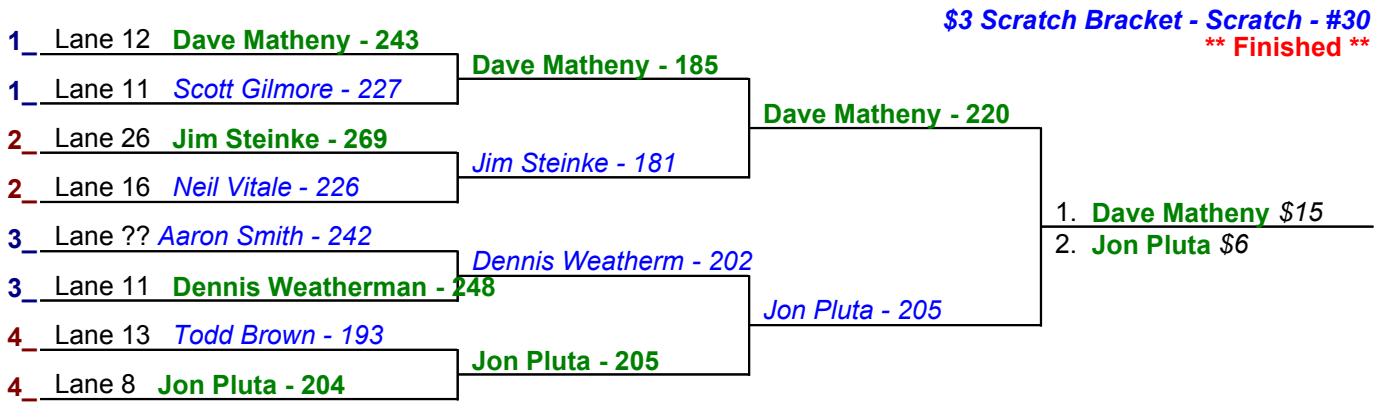 $3 Scratch Bracket - Scratch - #30
** Finished **
1_ Lane 12 Dave Matheny - 243
1_ Lane 11 Scott Gilmore - 227
2_ Lane 26 Jim Steinke - 269
2_ Lane 16 Neil Vitale - 226
3_ Lane ?? Aaron Smith - 242
3_ Lane 11 Dennis Weatherman - 248
4_ Lane 13 Todd Brown - 193
4_ Lane 8 Jon Pluta - 204
Dave Matheny - 185
Jim Steinke - 181
Dennis Weatherm - 202
Jon Pluta - 205
Dave Matheny - 220
Jon Pluta - 205
1. Dave Matheny $15
2. Jon Pluta $6